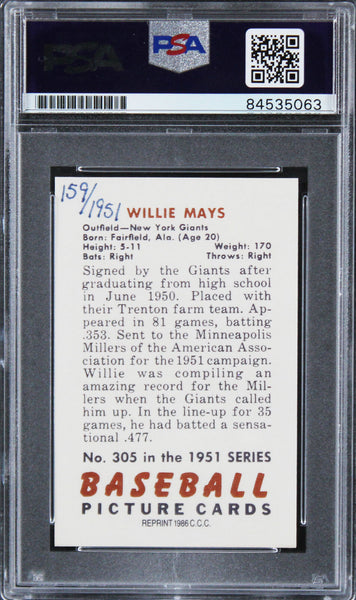 PSA
PSA
84535063
159/1951
WILLIE MAYS
Outfield—New York Giants
Born: Fairfield, Ala. (Age 20)
Height: 5-11 Weight: 170
Bats: Right Throws: Right
Signed by the Giants after
graduating from high school
in June 1950. Placed with
their Trenton farm team. Ap-
peared in 81 games, batting
.353. Sent to the Minneapolis
Millers of the American Asso-
ciation for the 1951 campaign.
Willie was compiling an
amazing record for the Mil-
lers when the Giants called
him up. In the line-up for 35
games, he had batted a sensa-
tional .477.
No. 305 in the 1951 SERIES
BASEBALL
PICTURE CARDS
REPRINT 1986 C.C.C.